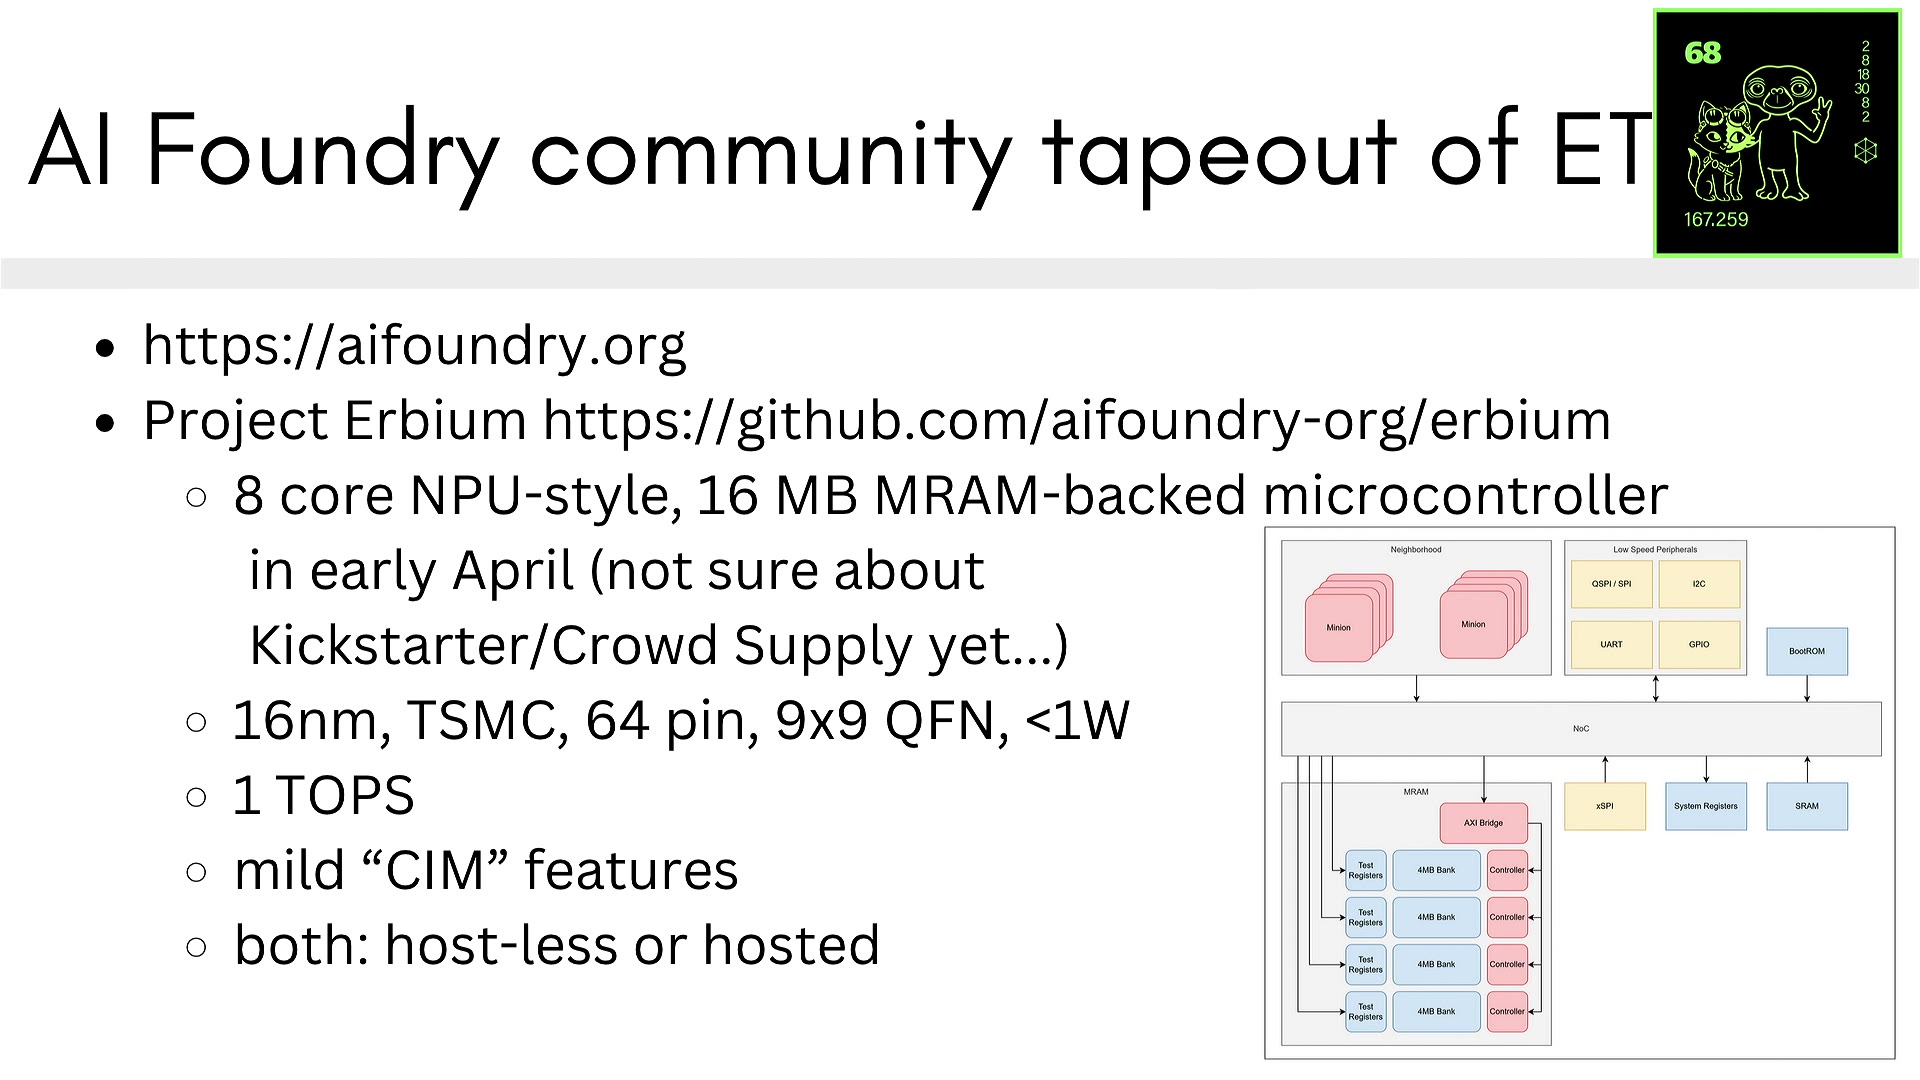 AI Foundry community tapeout of ET
68
2
8
18
30
8
2
167.259
https://aifoundry.org
Project Erbium https://github.com/aifoundry-org/erbium
8 core NPU-style, 16 MB MRAM-backed microcontroller
in early April (not sure about
Kickstarter/Crowd Supply yet...)
16nm, TSMC, 64 pin, 9x9 QFN, <1W
1 TOPS
mild “CIM” features
both: host-less or hosted
Neighborhood
Minion
Minion
Low Speed Peripherals
QSPI / SPI
I2C
UART
GPIO
BootROM
NoC
MRAM
AXI Bridge
xSPI
System Registers
SRAM
Test
Registers
4MB Bank
Controller
Test
Registers
4MB Bank
Controller
Test
Registers
4MB Bank
Controller
Test
Registers
4MB Bank
Controller